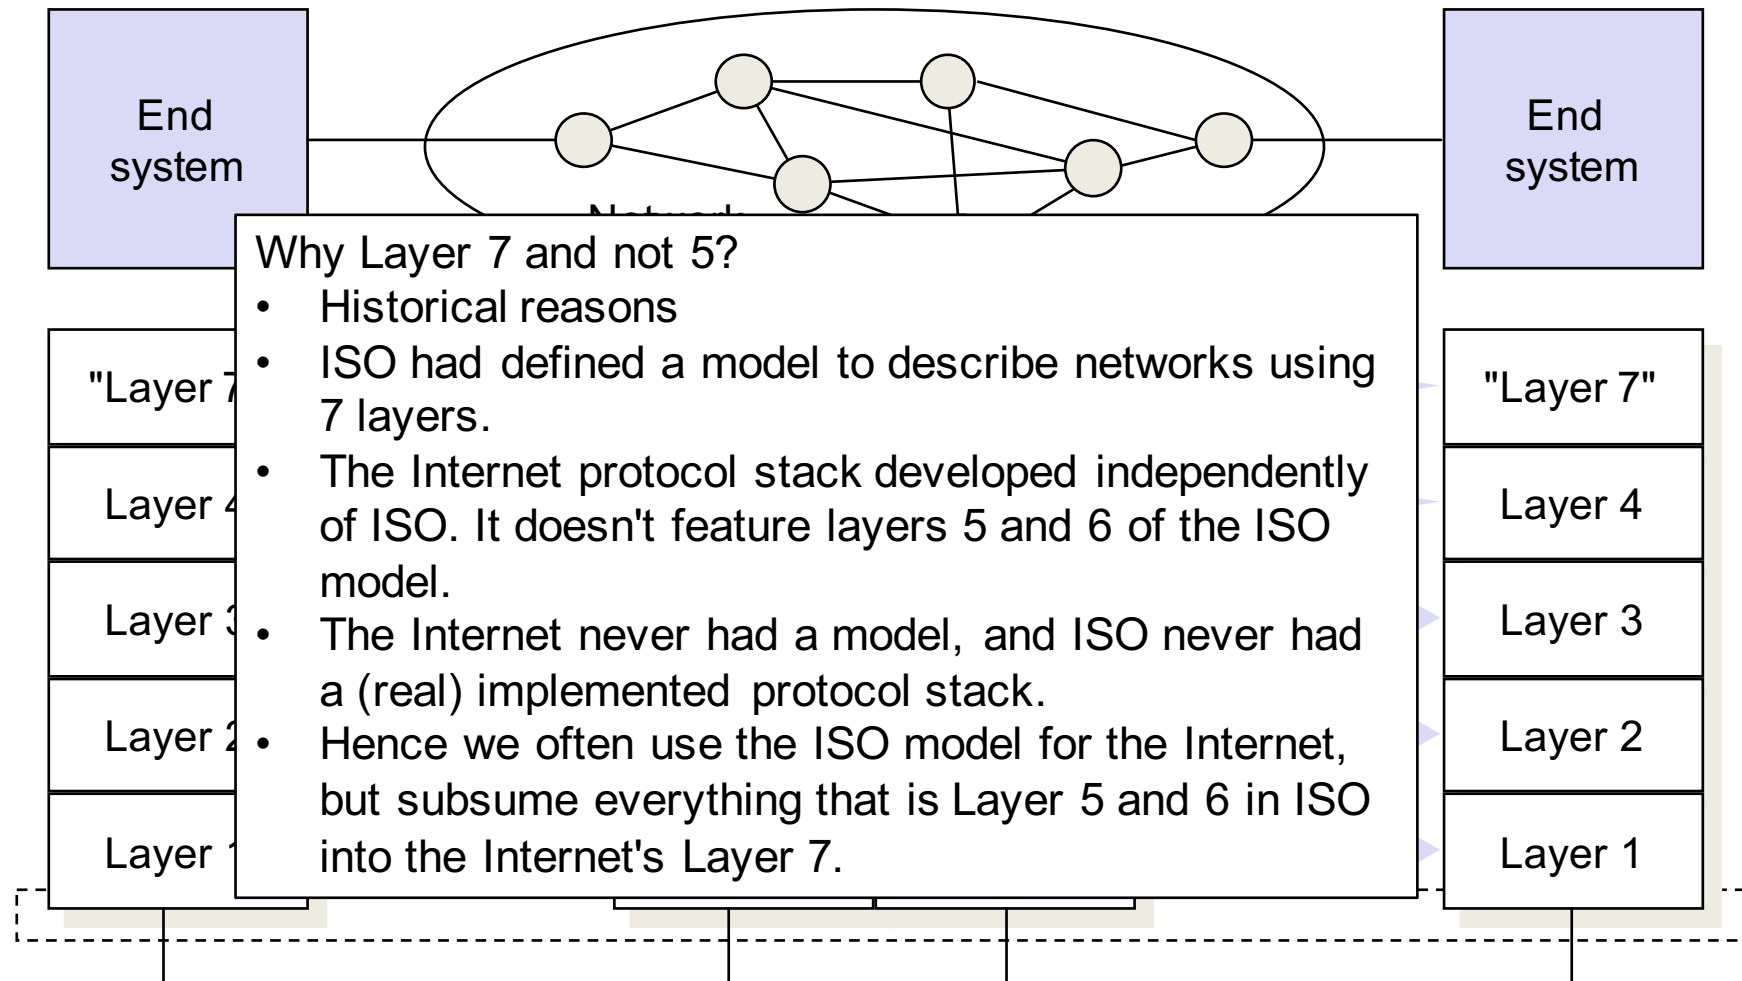 End
system
End
system
Why Layer 7 and not 5?
• Historical reasons
• ISO had defined a model to describe networks using
7 layers.
• The Internet protocol stack developed independently
of ISO. It doesn't feature layers 5 and 6 of the ISO
model.
• The Internet never had a model, and ISO never had
a (real) implemented protocol stack.
• Hence we often use the ISO model for the Internet,
but subsume everything that is Layer 5 and 6 in ISO
into the Internet's Layer 7.
"Layer 7
Layer 4
Layer 3
Layer 2
Layer
"Layer 7"
Layer 4
Layer 3
Layer 2
Layer 1